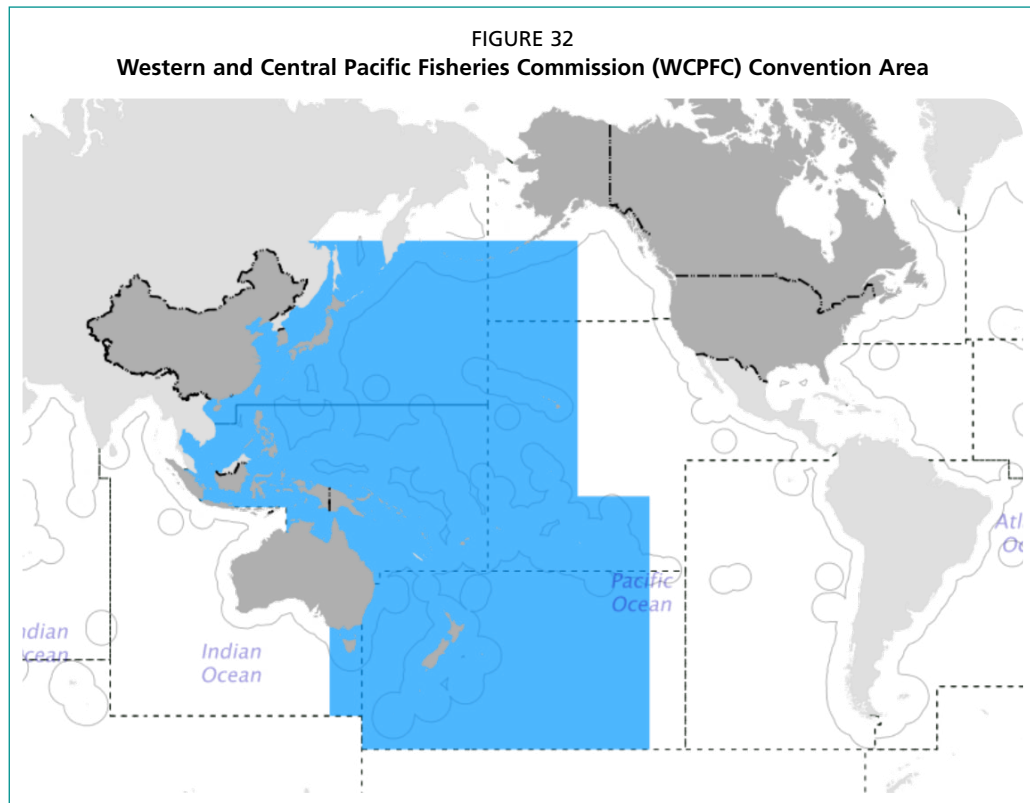 FIGURE 32
Western and Central Pacific Fisheries Commission (WCPFC) Convention Area
Pacific
Ocean
Indian
Ocean